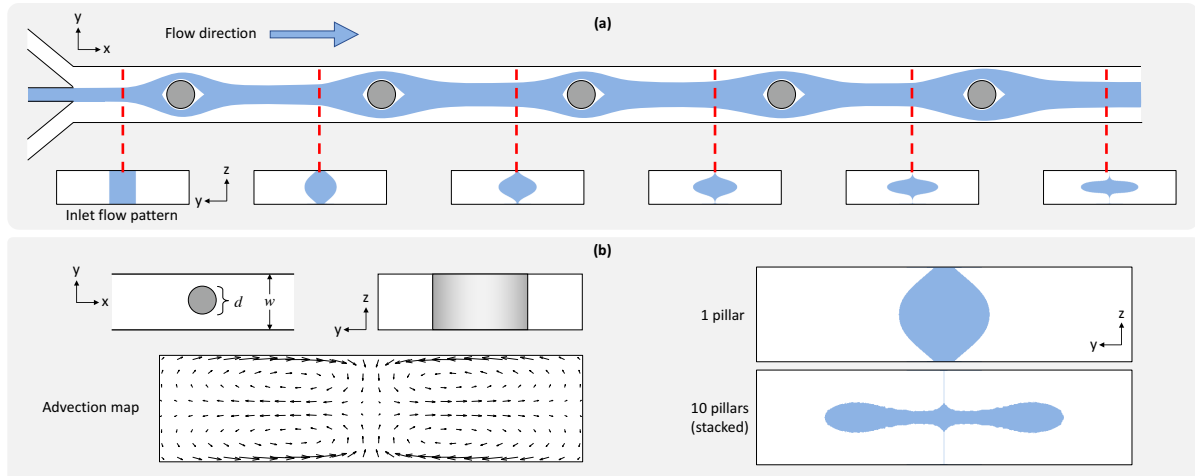 (a)
y
x
Flow direction
z
y
Inlet flow pattern
(b)
y
x
d
w
z
y
Advection map
1 pillar
z
y
10 pillars
(stacked)